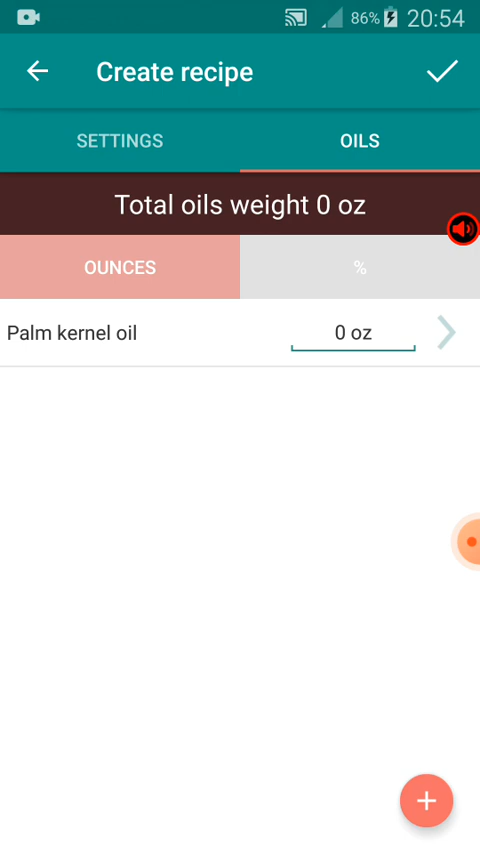 86% 20:54
Create recipe
SETTINGS OILS
Total oils weight 0 oz
OUNCES %
Palm kernel oil 0 oz